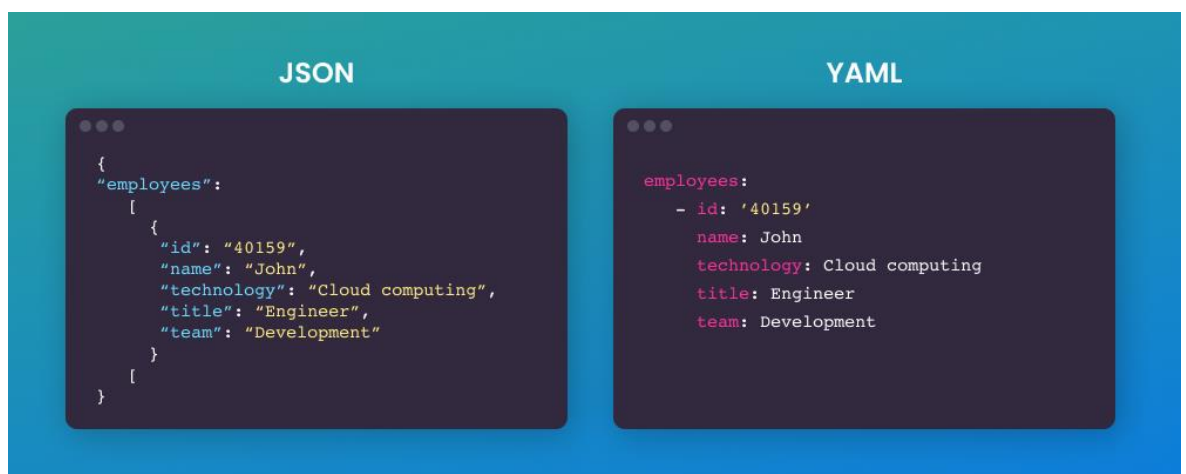 JSON
{
“employees”:
[
{
“id”: “40159”,
“name”: “John”,
“technology”: “Cloud computing”,
“title”: “Engineer”,
“team”: “Development”
}
[
}
YAML
employees:
- id: ‘40159’
name: John
technology: Cloud computing
title: Engineer
team: Development